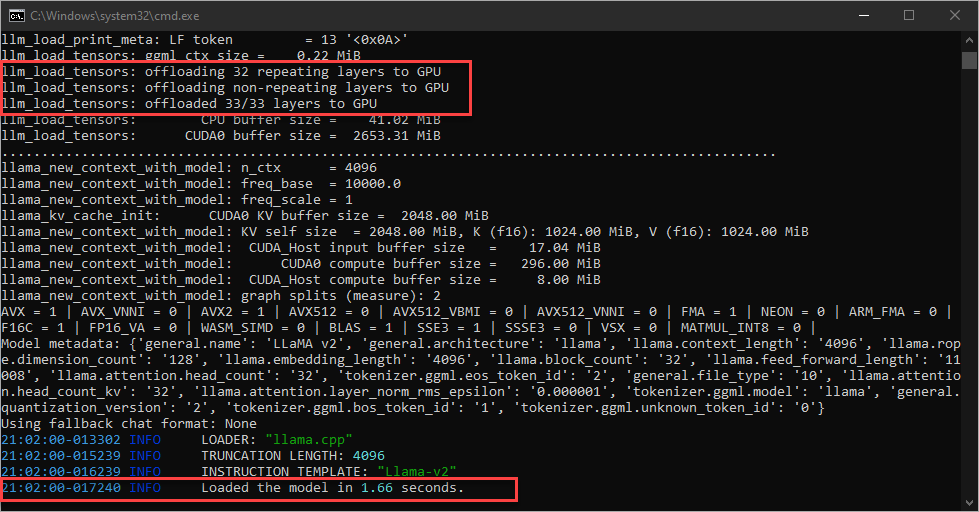 C:\Windows\system32\cmd.exe
llm_load_print_meta: LF token         = 13 '<0x0A>'
llm_load_tensors: ggml ctx size =    0.22 MiB
llm_load_tensors: offloading 32 repeating layers to GPU
llm_load_tensors: offloading non-repeating layers to GPU
llm_load_tensors: offloaded 33/33 layers to GPU
llm_load_tensors:        CPU buffer size =    41.02 MiB
llm_load_tensors:      CUDA0 buffer size =  2653.31 MiB
.................................................................................................
llama_new_context_with_model: n_ctx      = 4096
llama_new_context_with_model: freq_base  = 10000.0
llama_new_context_with_model: freq_scale = 1
llama_kv_cache_init:      CUDA0 KV buffer size =  2048.00 MiB
llama_new_context_with_model: KV self size  = 2048.00 MiB, K (f16): 1024.00 MiB, V (f16): 1024.00 MiB
llama_new_context_with_model:  CUDA_Host input buffer size   =    17.04 MiB
llama_new_context_with_model:      CUDA0 compute buffer size =   296.00 MiB
llama_new_context_with_model:  CUDA_Host compute buffer size =     8.00 MiB
llama_new_context_with_model: graph splits (measure): 2
AVX = 1 | AVX_VNNI = 0 | AVX2 = 1 | AVX512 = 0 | AVX512_VBMI = 0 | AVX512_VNNI = 0 | FMA = 1 | NEON = 0 | ARM_FMA = 0 |
F16C = 1 | FP16_VA = 0 | WASM_SIMD = 0 | BLAS = 1 | SSE3 = 1 | SSSE3 = 0 | VSX = 0 | MATMUL_INT8 = 0 |
Model metadata: {'general.name': 'LLaMA v2', 'general.architecture': 'llama', 'llama.context_length': '4096', 'llama.rop
e.dimension_count': '128', 'llama.embedding_length': '4096', 'llama.block_count': '32', 'llama.feed_forward_length': '11
008', 'llama.attention.head_count': '32', 'tokenizer.ggml.eos_token_id': '2', 'general.file_type': '10', 'llama.attentio
n.head_count_kv': '32', 'llama.attention.layer_norm_rms_epsilon': '0.000001', 'tokenizer.ggml.model': 'llama', 'general.
quantization_version': '2', 'tokenizer.ggml.bos_token_id': '1', 'tokenizer.ggml.unknown_token_id': '0'}
Using fallback chat format: None
21:02:00-013302 INFO     LOADER: "llama.cpp"
21:02:00-015239 INFO     TRUNCATION LENGTH: 4096
21:02:00-016239 INFO     INSTRUCTION TEMPLATE: "Llama-v2"
21:02:00-017240 INFO     Loaded the model in 1.66 seconds.